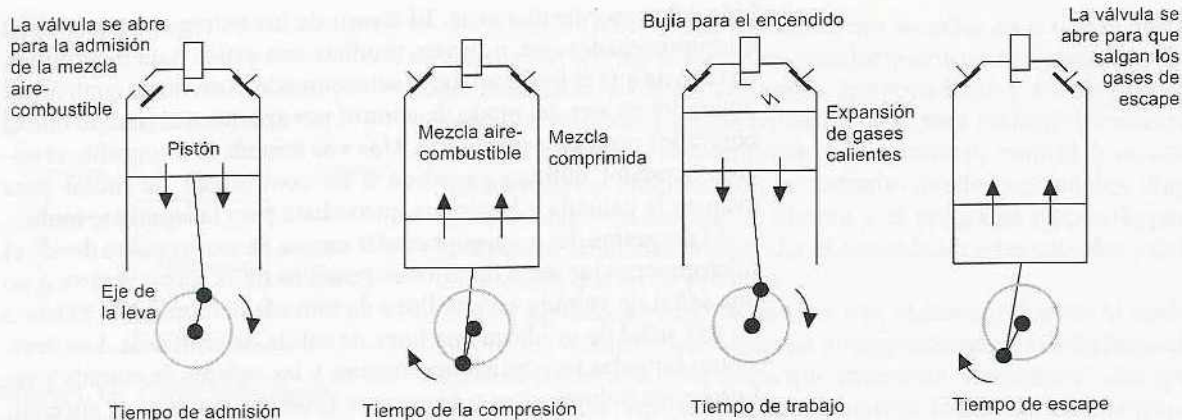 La válvula se abre
para la admisión
de la mezcla
aire-
combustible
Pistón
Eje de
la leva
Tiempo de admisión
Mezcla aire-
combustible
Mezcla
comprimida
Tiempo de la compresión
Bujía para el encendido
Expansión
de gases
calientes
Tiempo de trabajo
La válvula se
abre para que
salgan los
gases de
escape
Tiempo de escape